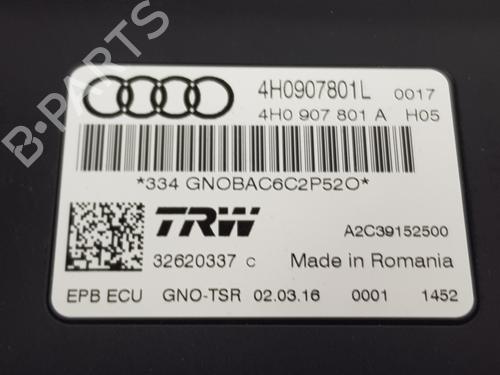 B-PARTS
4H0907801L 0017
4H0 907 801 A H05
*334 GNOBAC6C2P52O*
TRW
A2C39152500
32620337 C Made in Romania
EPB ECU GNO-TSR 02.03.16 0001 1452